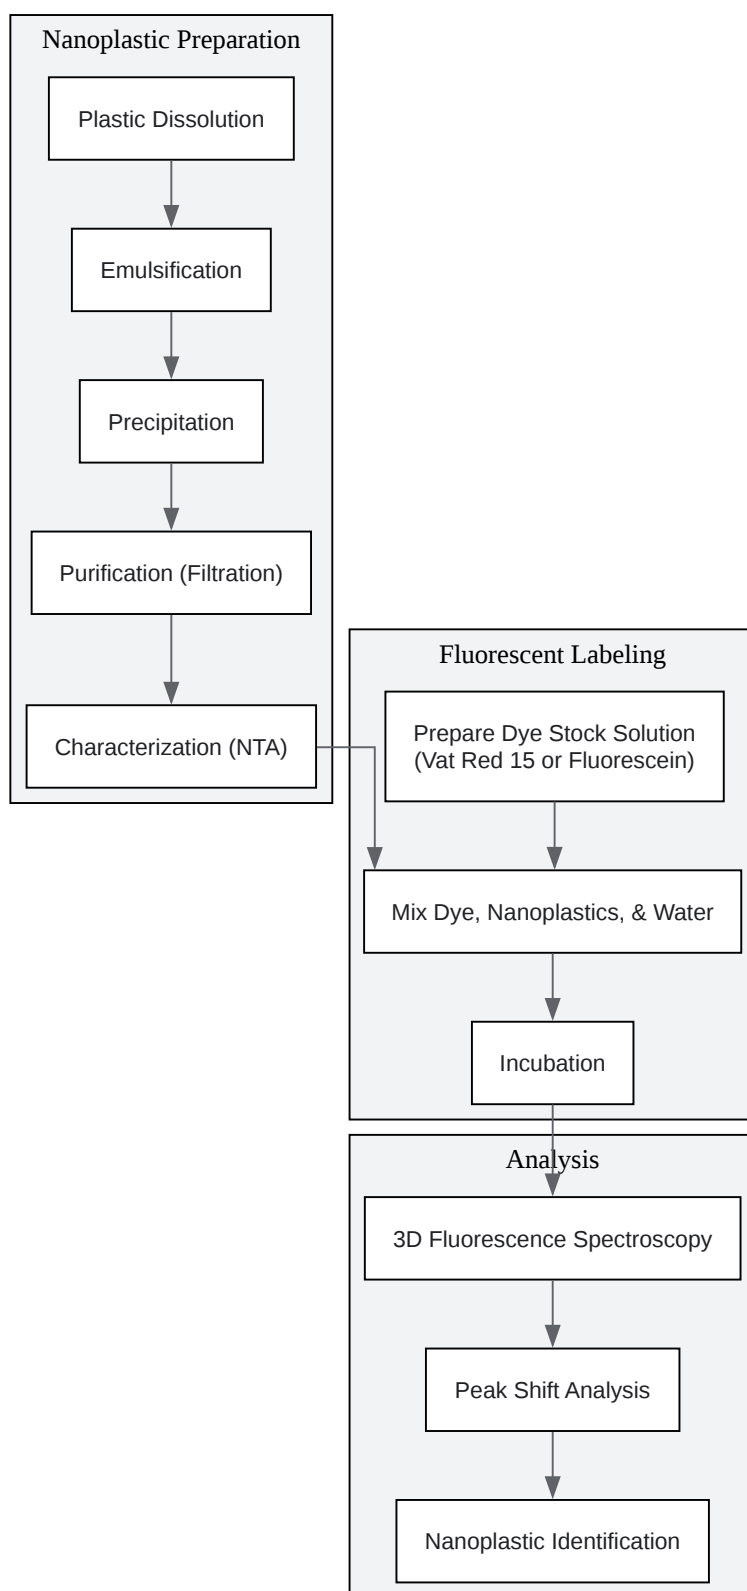 Nanoplastic Preparation
Plastic Dissolution
Emulsification
Precipitation
Purification (Filtration)
Characterization (NTA)
Fluorescent Labeling
Prepare Dye Stock Solution
(Vat Red 15 or Fluorescein)
Mix Dye, Nanoplastics, & Water
Incubation
Analysis
3D Fluorescence Spectroscopy
Peak Shift Analysis
Nanoplastic Identification